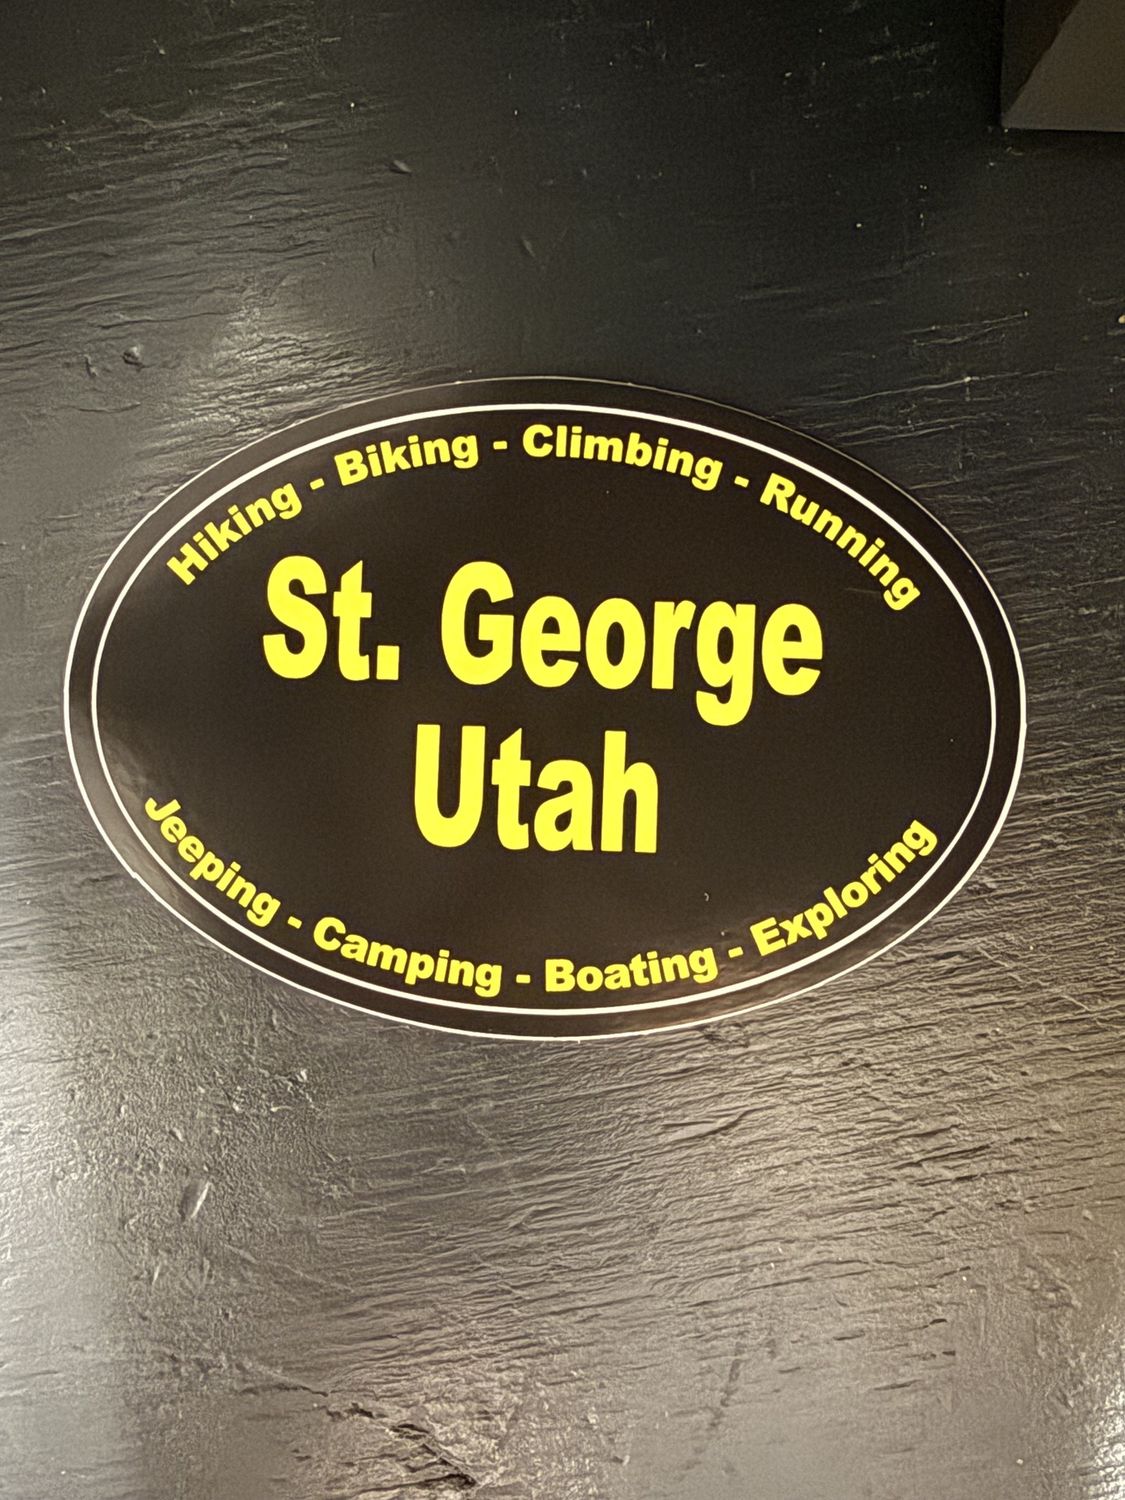 Hiking - Biking - Climbing - Running
St. George
Utah
Jeeping - Camping - Boating - Exploring